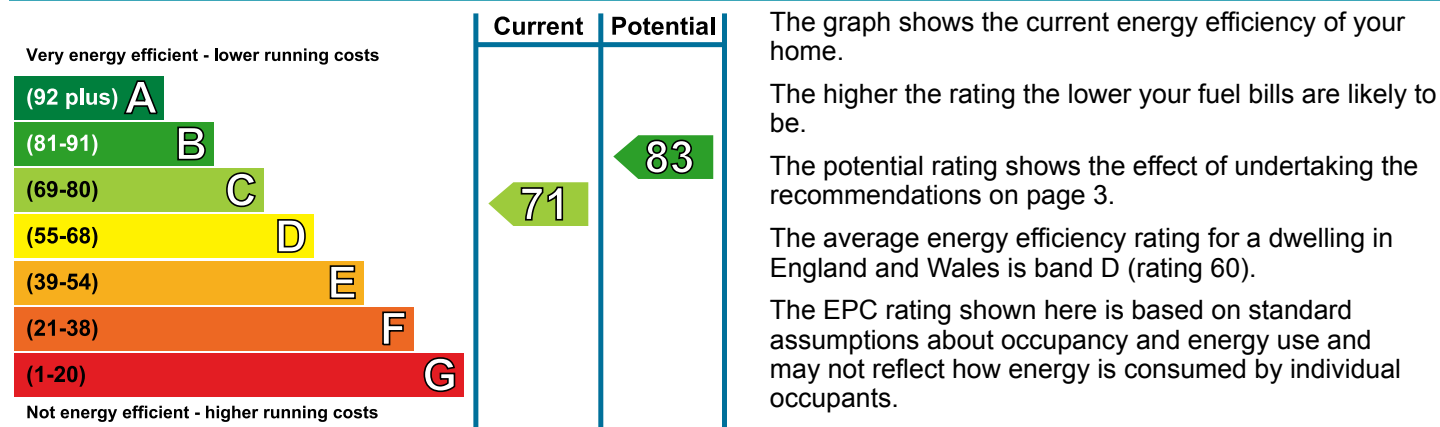 Current Potential
Very energy efficient - lower running costs
(92 plus) A
(81-91) B
(69-80) C
(55-68) D
(39-54) E
(21-38) F
(1-20) G
Not energy efficient - higher running costs
71
83
The graph shows the current energy efficiency of your
home.
The higher the rating the lower your fuel bills are likely to
be.
The potential rating shows the effect of undertaking the
recommendations on page 3.
The average energy efficiency rating for a dwelling in
England and Wales is band D (rating 60).
The EPC rating shown here is based on standard
assumptions about occupancy and energy use and
may not reflect how energy is consumed by individual
occupants.